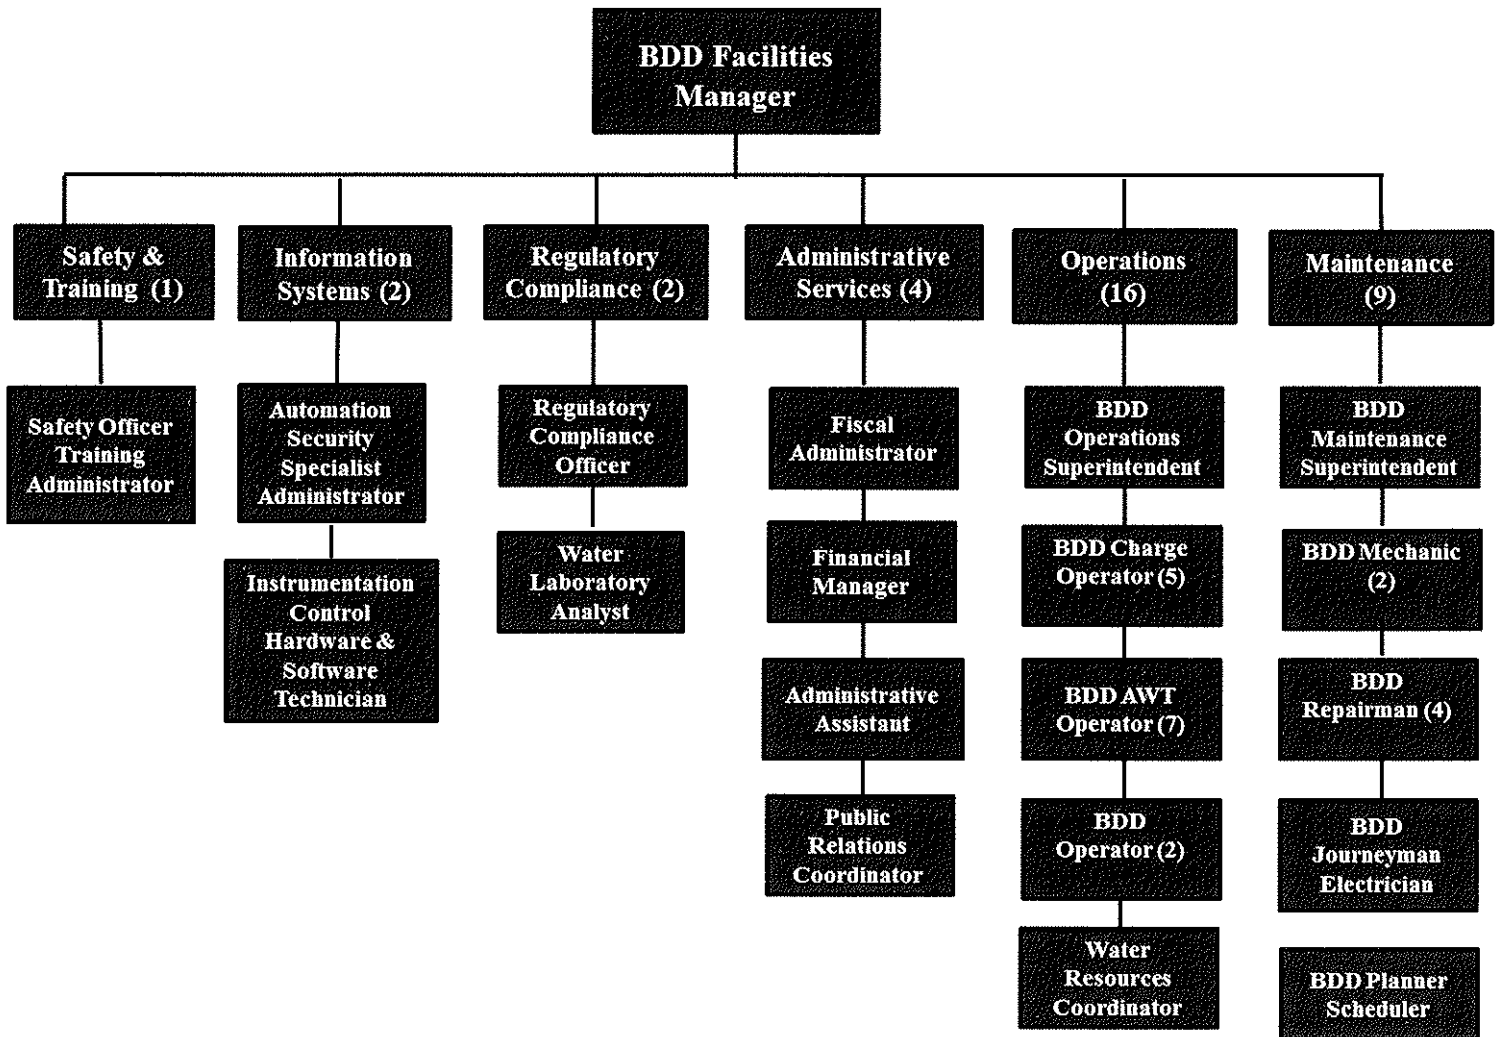 BDD Facilities
Manager
Safety &
Training (1)
Information
Systems (2)
Regulatory
Compliance (2)
Administrative
Services (4)
Operations
(16)
Maintenance
(9)
Safety Officer
Training
Administrator
Automation
Security
Specialist
Administrator
Regulatory
Compliance
Officer
Fiscal
Administrator
BDD
Operations
Superintendent
BDD
Maintenance
Superintendent
Instrumentation
Control
Hardware &
Software
Technician
Water
Laboratory
Analyst
Financial
Manager
BDD Charge
Operator (5)
BDD Mechanic
(2)
Administrative
Assistant
BDD AWT
Operator (7)
BDD
Repairman (4)
Public
Relations
Coordinator
BDD
Operator (2)
BDD
Journeyman
Electrician
Water
Resources
Coordinator
BDD Planner
Scheduler